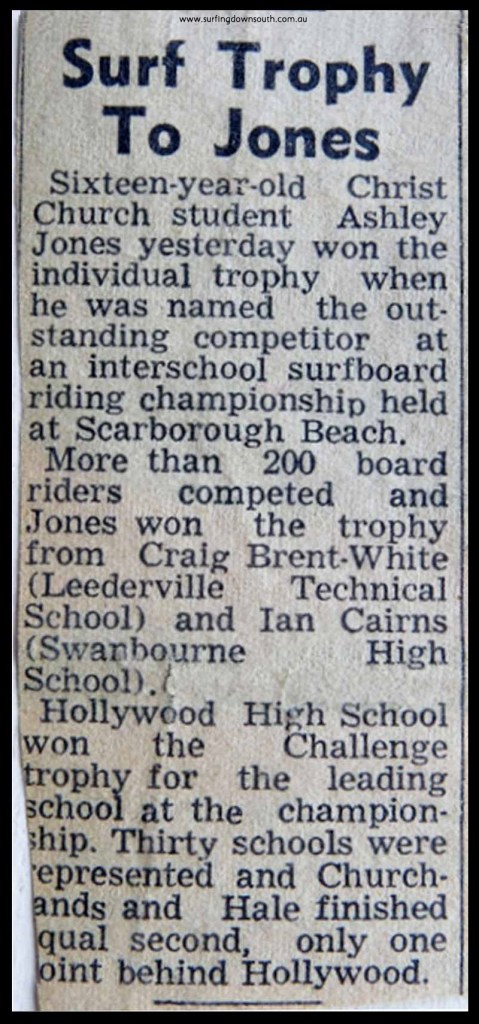 www.surfingdownsouth.com.au
Surf Trophy
To Jones
Sixteen-year-old Christ
Church student Ashley
Jones yesterday won the
individual trophy when
he was named the out-
standing competitor at
an interschool surfboard
riding championship held
at Scarborough Beach.
More than 200 board
riders competed and
Jones won the trophy
from Craig Brent-White
(Leederville Technical
School) and Ian Cairns
(Swanbourne High
School).
Hollywood High School
won the Challenge
trophy for the leading
school at the champion-
ship. Thirty schools were
epresented and Church-
ands and Hale finished
qual second, only one
oint behind Hollywood.